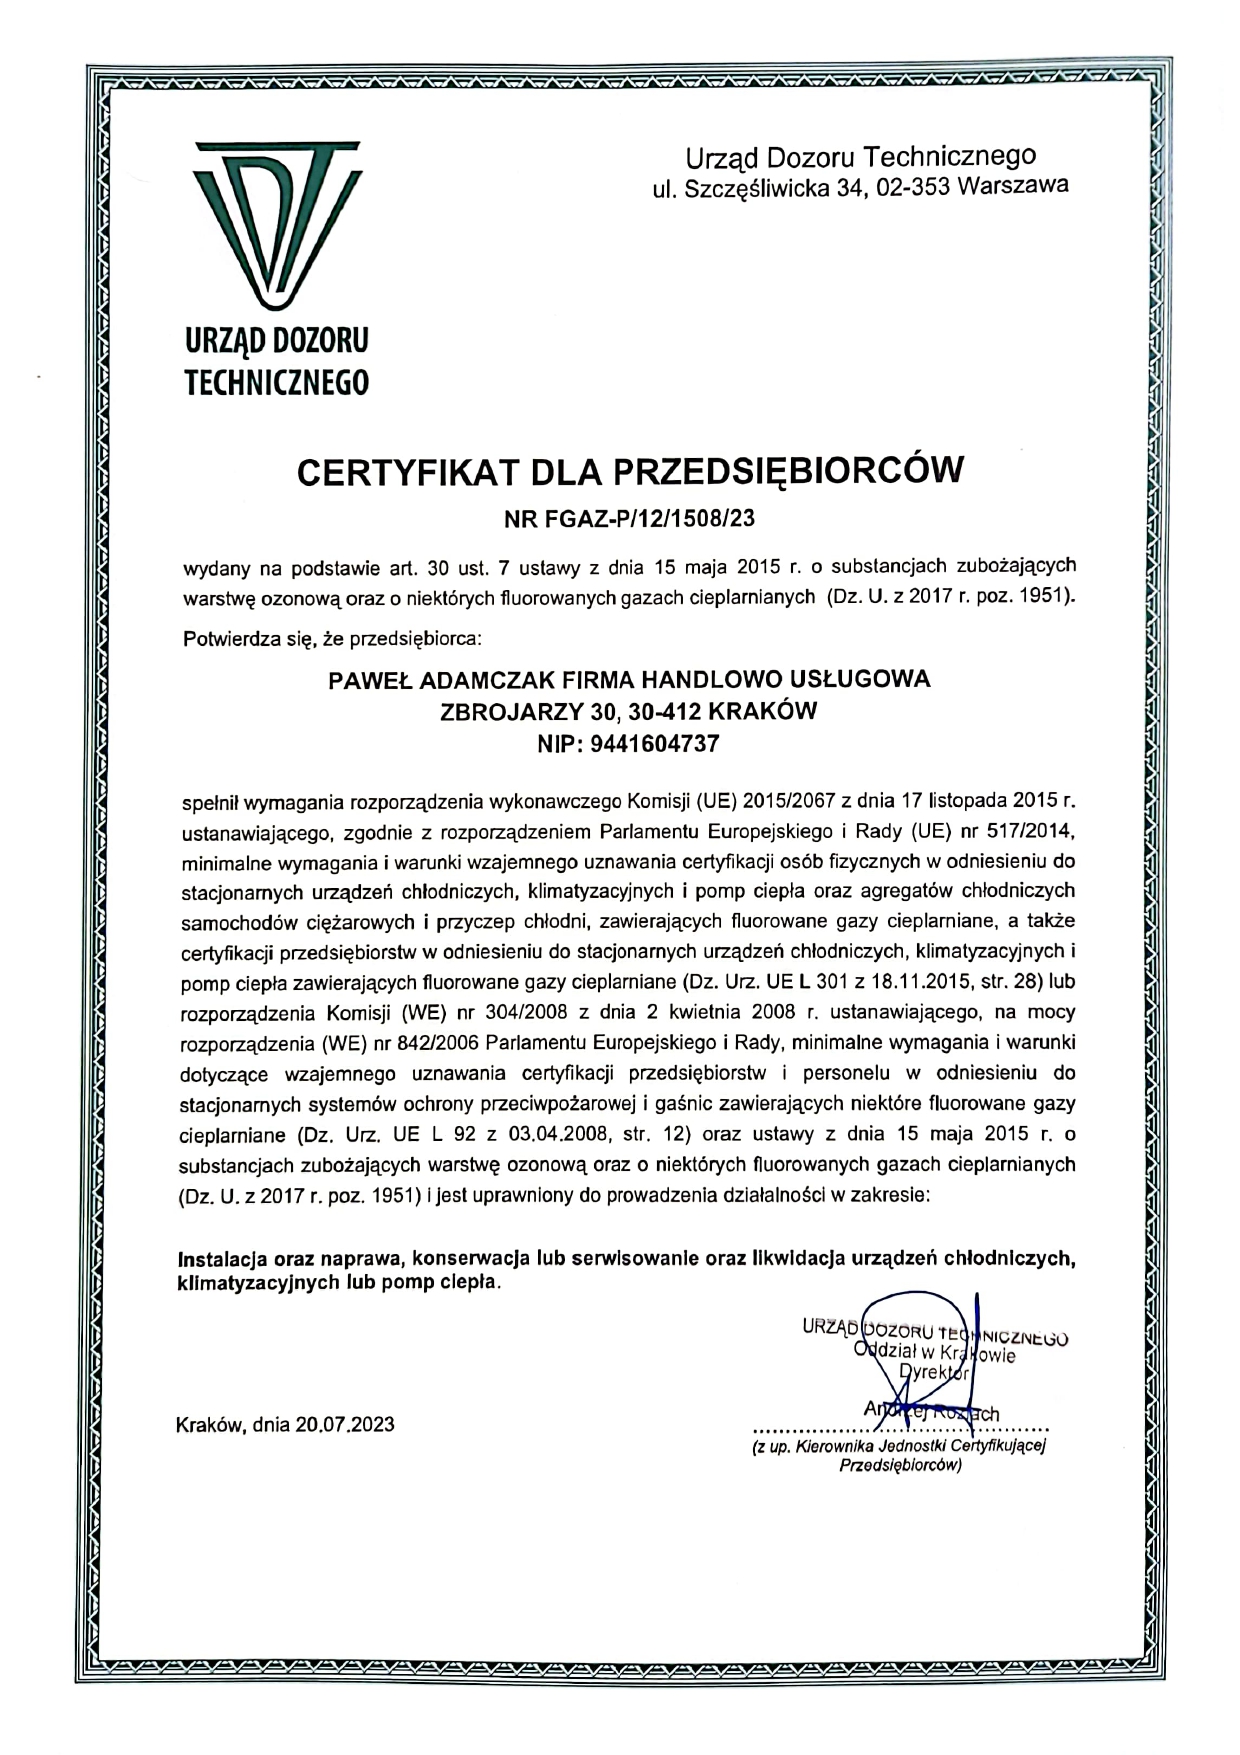 URZĄD DOZORU
TECHNICZNEGO
Urząd Dozoru Technicznego
ul. Szczęśliwicka 34, 02-353 Warszawa
CERTYFIKAT DLA PRZEDSIĘBIORCÓW
NR FGAZ-P/12/1508/23
wydany na podstawie art. 30 ust. 7 ustawy z dnia 15 maja 2015 r. o substancjach zubożających
warstwę ozonową oraz o niektórych fluorowanych gazach cieplarnianych (Dz. U. z 2017 r. poz. 1951).
Potwierdza się, że przedsiębiorca:
PAWEŁ ADAMCZAK FIRMA HANDLOWO USŁUGOWA
ZBROJARZY 30, 30-412 KRAKÓW
NIP: 9441604737
spełnił wymagania rozporządzenia wykonawczego Komisji (UE) 2015/2067 z dnia 17 listopada 2015 r.
ustanawiającego, zgodnie z rozporządzeniem Parlamentu Europejskiego i Rady (UE) nr 517/2014,
minimalne wymagania i warunki wzajemnego uznawania certyfikacji osób fizycznych w odniesieniu do
stacjonarnych urządzeń chłodniczych, klimatyzacyjnych i pomp ciepła oraz agregatów chłodniczych
samochodów ciężarowych i przyczep chłodni, zawierających fluorowane gazy cieplarniane, a także
certyfikacji przedsiębiorstw w odniesieniu do stacjonarnych urządzeń chłodniczych, klimatyzacyjnych i
pomp ciepła zawierających fluorowane gazy cieplarniane (Dz. Urz. UE L 301 z 18.11.2015, str. 28) lub
rozporządzenia Komisji (WE) nr 304/2008 z dnia 2 kwietnia 2008 r. ustanawiającego, na mocy
rozporządzenia (WE) nr 842/2006 Parlamentu Europejskiego i Rady, minimalne wymagania i warunki
dotyczące wzajemnego uznawania certyfikacji przedsiębiorstw i personelu w odniesieniu do
stacjonarnych systemów ochrony przeciwpożarowej i gaśnic zawierających niektóre fluorowane gazy
cieplarniane (Dz. Urz. UE L 92 z 03.04.2008, str. 12) oraz ustawy z dnia 15 maja 2015 r. o
substancjach zubożających warstwę ozonową oraz o niektórych fluorowanych gazach cieplarnianych
(Dz. U. z 2017 r. poz. 1951) i jest uprawniony do prowadzenia działalności w zakresie:
Instalacja oraz naprawa, konserwacja lub serwisowanie oraz likwidacja urządzeń chłodniczych,
klimatyzacyjnych lub pomp ciepła.
URZĄD DOZORU TECHNICZNEGO
Oddział w Krakowie
Dyrektor
Andrzej
Kraków, dnia 20.07.2023
(z up. Kierownika Jednostki Certyfikującej
Przedsiębiorców)